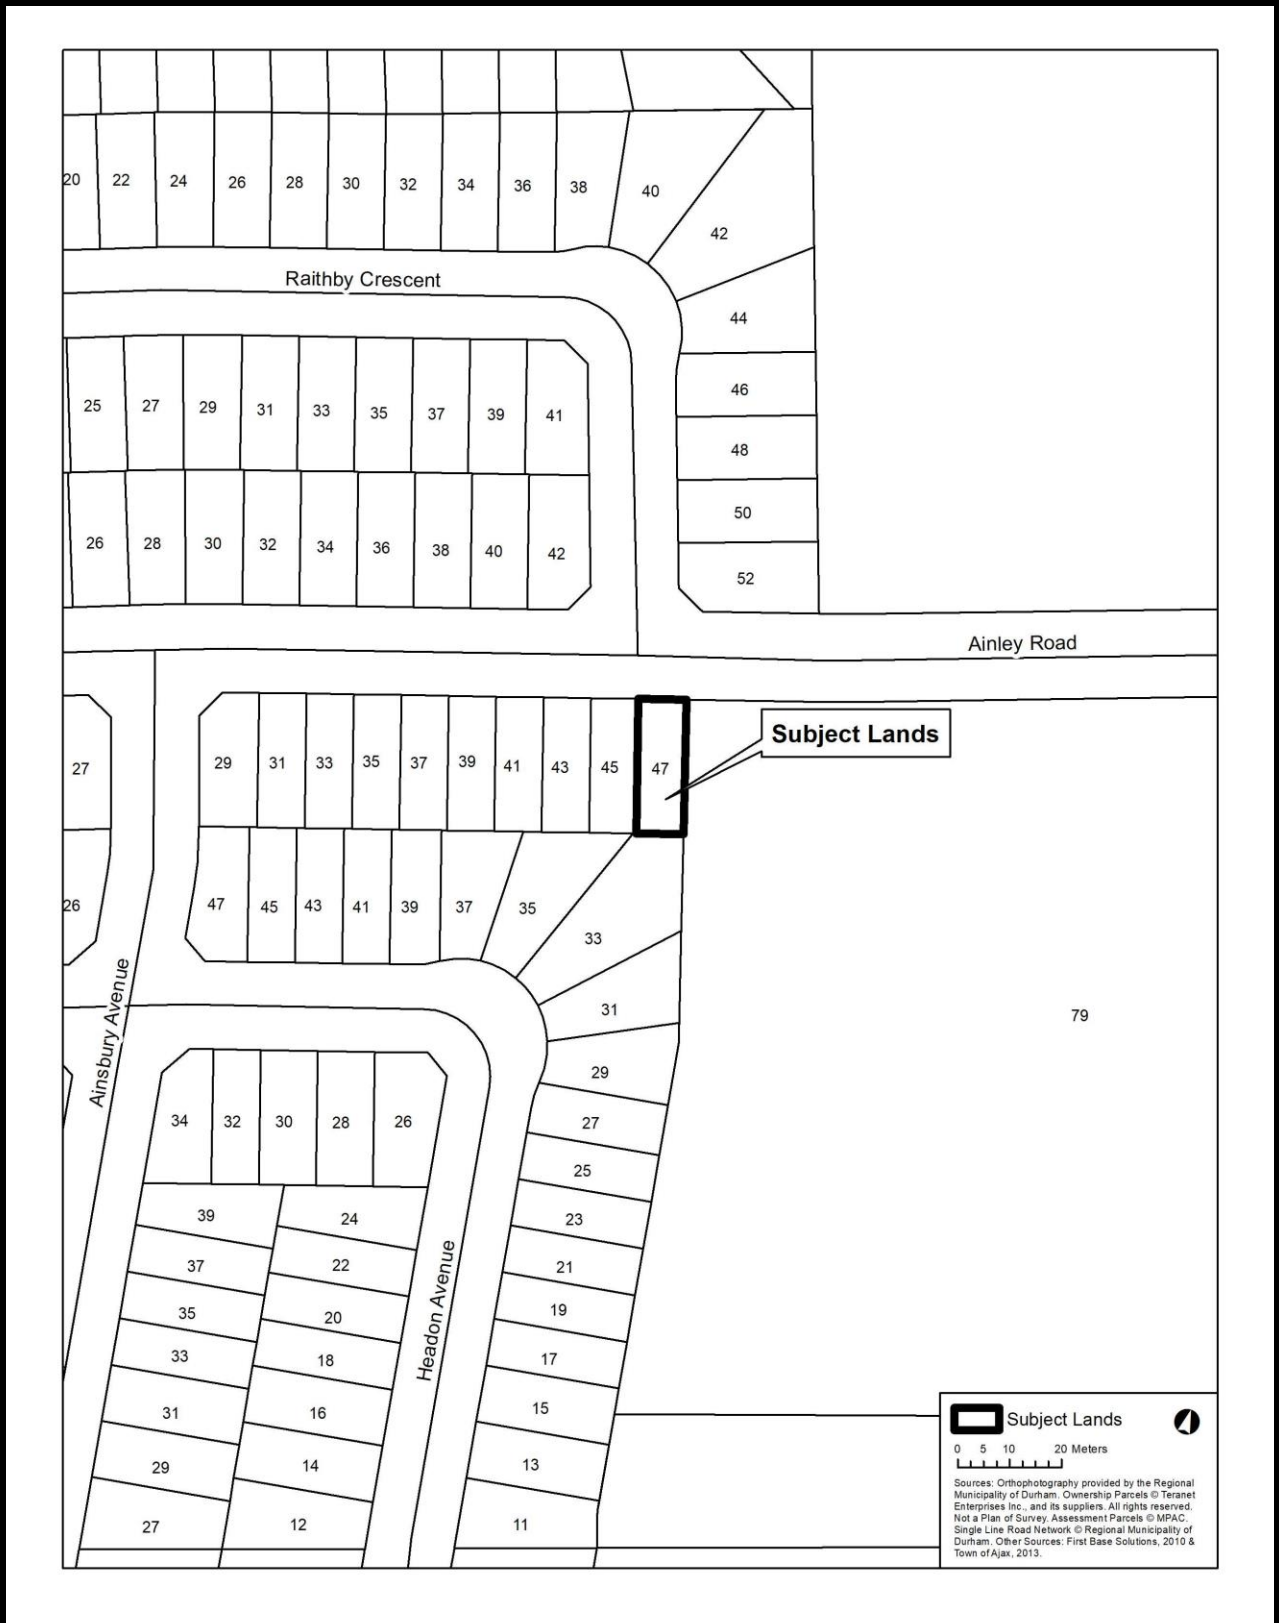 20 22 24 26 28 30 32 34 36 38 40
42
Raithby Crescent
44
46
25 27 29 31 33 35 37 39 41
48
50
26 28 30 32 34 36 38 40 42
52
Ainley Road
Subject Lands
27 29 31 33 35 37 39 41 43 45 47
26 47 45 43 41 39 37 35
33
31
79
Ainsbury Avenue
29
34 32 30 28 26
27
25
39 24 23
37 22 21
35 20 19
33 18 17
31 16 15
29 14 13
27 12 11
Headon Avenue
Subject Lands
0 5 10 20 Meters
Sources: Orthophotography provided by the Regional
Municipality of Durham. Ownership Parcels © Teranet
Enterprises Inc., and its suppliers. All rights reserved.
Not a Plan of Survey. Assessment Parcels © MPAC.
Single Line Road Network © Regional Municipality of
Durham. Other Sources: First Base Solutions, 2010 &
Town of Ajax, 2013.